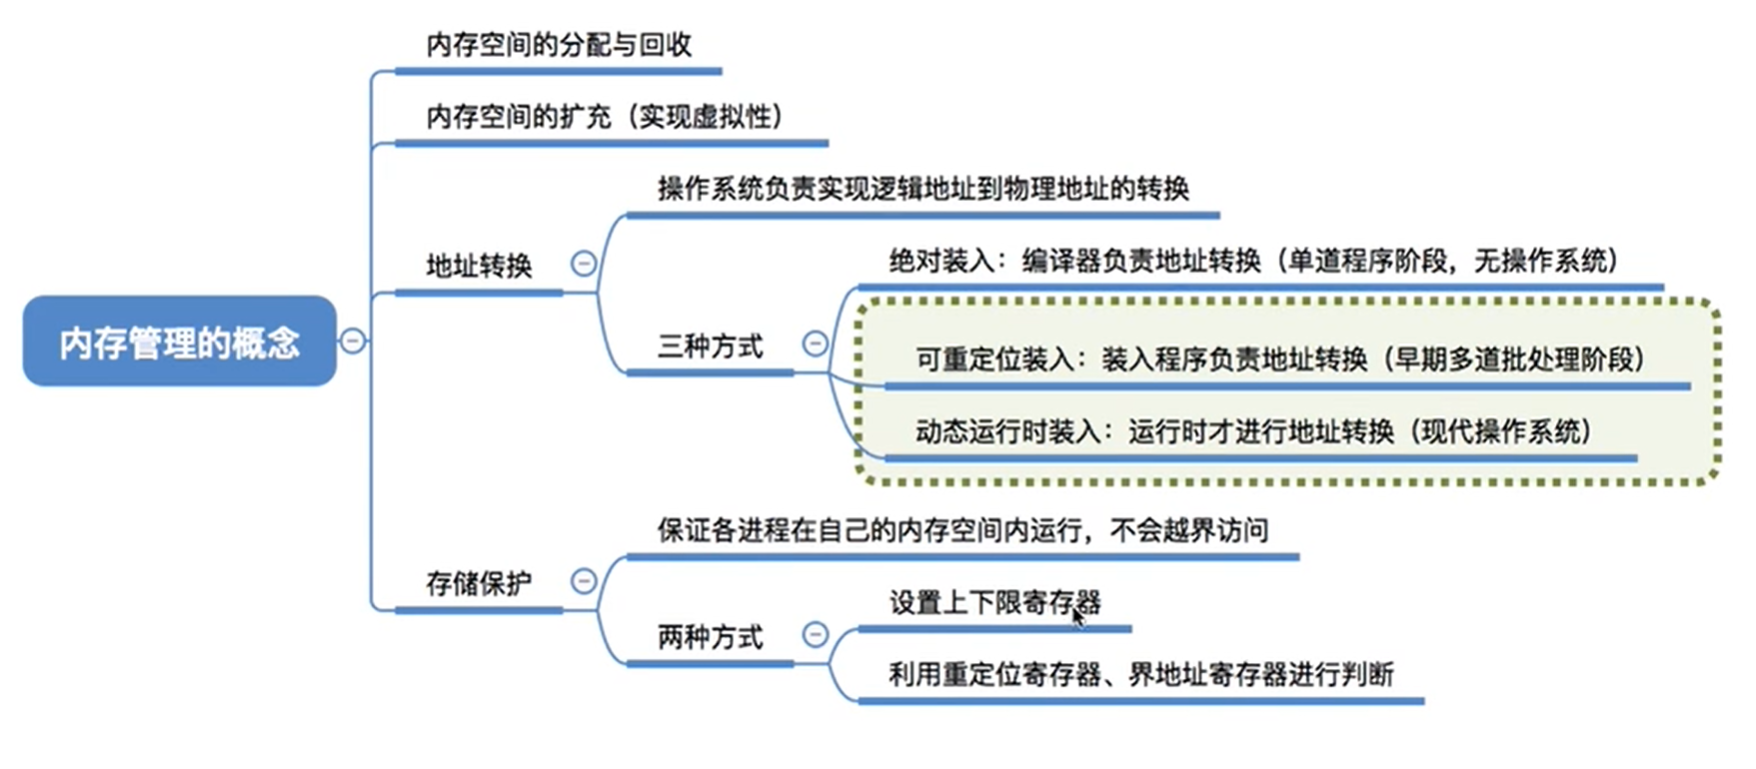 内存空间的分配与回收
内存空间的扩充（实现虚拟性）
操作系统负责实现逻辑地址到物理地址的转换
绝对装入：编译器负责地址转换（单道程序阶段，无操作系统）
地址转换
三种方式
可重定位装入：装入程序负责地址转换（早期多道批处理阶段）
动态运行时装入：运行时才进行地址转换（现代操作系统）
内存管理的概念
保证各进程在自己的内存空间内运行，不会越界访问
存储保护
设置上下限寄存器
两种方式
利用重定位寄存器、界地址寄存器进行判断